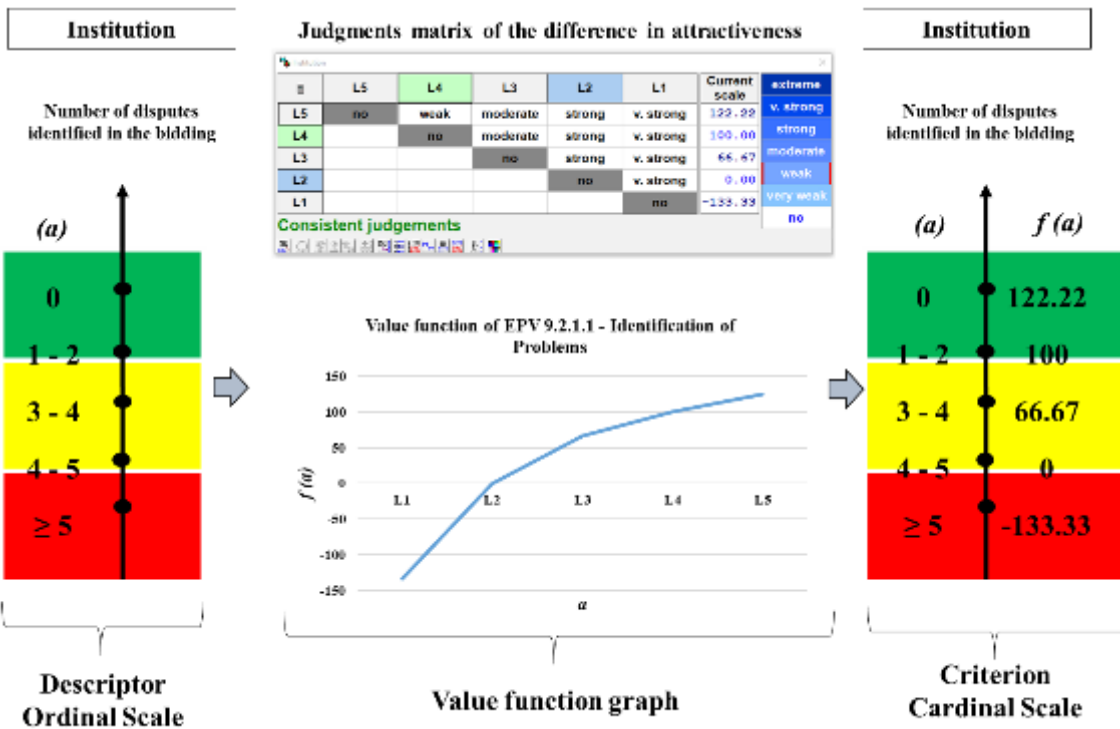 Institution
Number of disputes
identified in the bidding
(a)
0
1 - 2
3 - 4
4 - 5
≥ 5
Descriptor
Ordinal Scale
Judgments matrix of the difference in attractiveness
Institution
L5 L4 L3 L2 L1 Current scale
L5 no weak moderate strong v. strong 122.22
L4 no moderate strong v. strong 100.00
L3 no strong v. strong 66.67
L2 no v. strong 0.00
L1 no -133.33
extreme
v. strong
strong
moderate
weak
very weak
no
Consistent judgements
Value function of EPV 9.2.1.1 - Identification of
Problems
f (a)
150
100
50
0
-50
-100
-150
L1 L2 L3 L4 L5
a
Value function graph
Institution
Number of disputes
identified in the bidding
(a) f (a)
0 122.22
1 - 2 100
3 - 4 66.67
4 - 5 0
≥ 5 -133.33
Criterion
Cardinal Scale